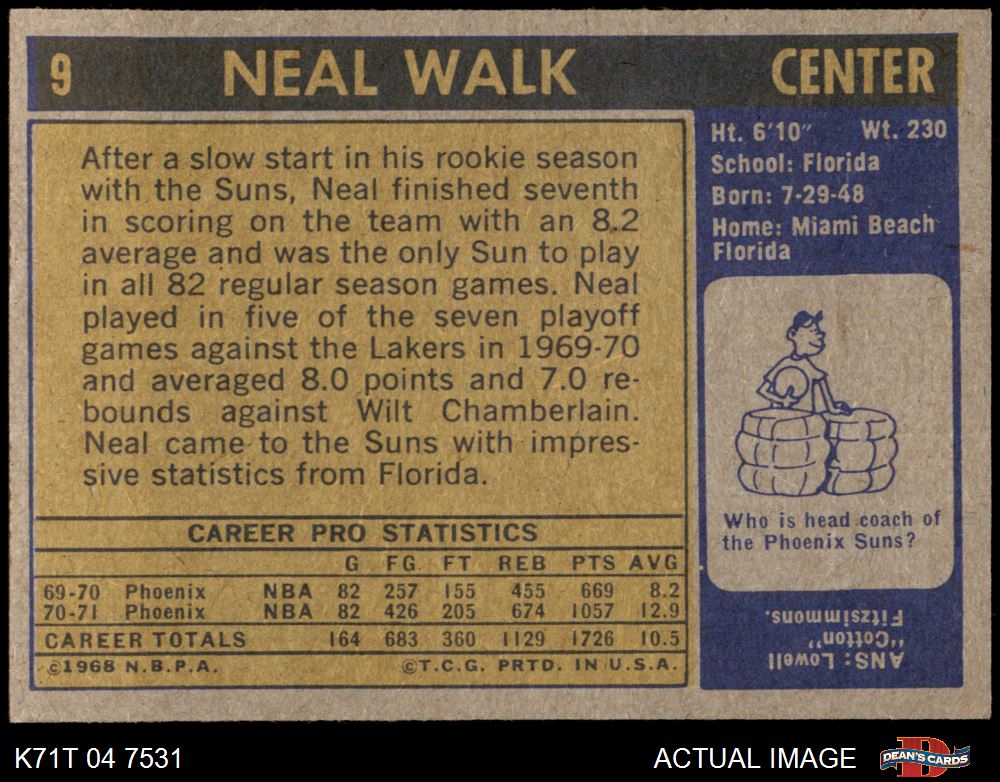 9 NEAL WALK CENTER
After a slow start in his rookie season
with the Suns, Neal finished seventh
in scoring on the team with an 8.2
average and was the only Sun to play
in all 82 regular season games. Neal
played in five of the seven playoff
games against the Lakers in 1969-70
and averaged 8.0 points and 7.0 re-
bounds against Wilt Chamberlain.
Neal came to the Suns with impres-
sive statistics from Florida.
CAREER PRO STATISTICS
G FG FT REB PTS AVG
69-70 Phoenix NBA 82 257 155 455 669 8.2
70-71 Phoenix NBA 82 426 205 674 1057 12.9
CAREER TOTALS 164 683 360 1129 1726 10.5
©1968 N.B.P.A. ©T.C.G. PRTD. IN U.S.A.
Ht. 6'10" Wt. 230
School: Florida
Born: 7-29-48
Home: Miami Beach
Florida
Who is head coach of
the Phoenix Suns?
ANS: Lowell
"Cotton"
Fitzsimmons.
K71T 04 7531 ACTUAL IMAGE
DEAN'S CARDS